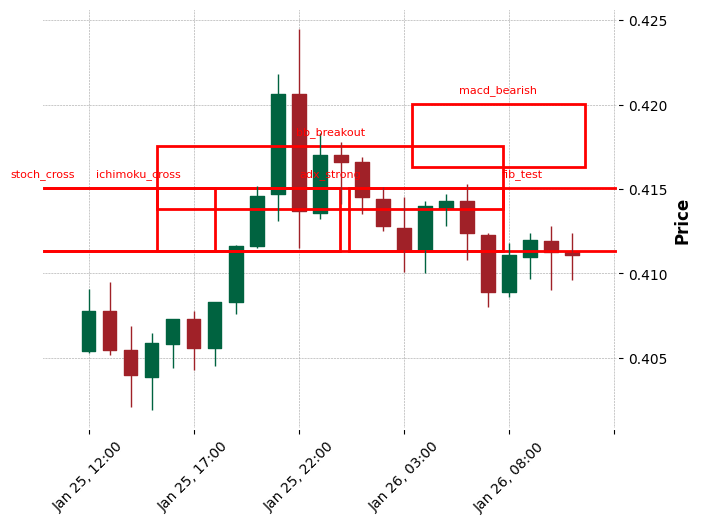 0.425
macd_bearish
0.420
fib_breakout
stoch_cross
ichimoku_cross
adx_strong
fib_test
0.415
Price
0.410
0.405
Jan 25, 12:00
Jan 25, 17:00
Jan 25, 22:00
Jan 26, 03:00
Jan 26, 08:00